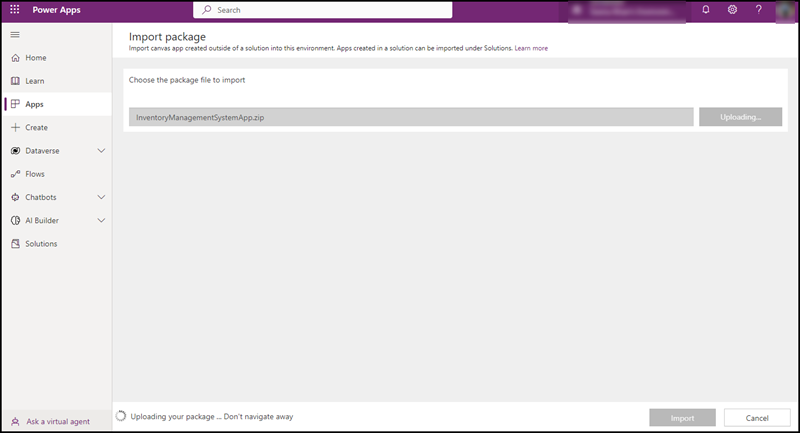 Power Apps
Search
?
Home
Learn
Apps
Create
Dataverse
Flows
Chatbots
AI Builder
Solutions
Ask a virtual agent
Import package
Import canvas app created outside of a solution into this environment. Apps created in a solution can be imported under Solutions. Learn more
Choose the package file to import
InventoryManagementSystemApp.zip
Uploading...
Uploading your package ... Don't navigate away
Import
Cancel